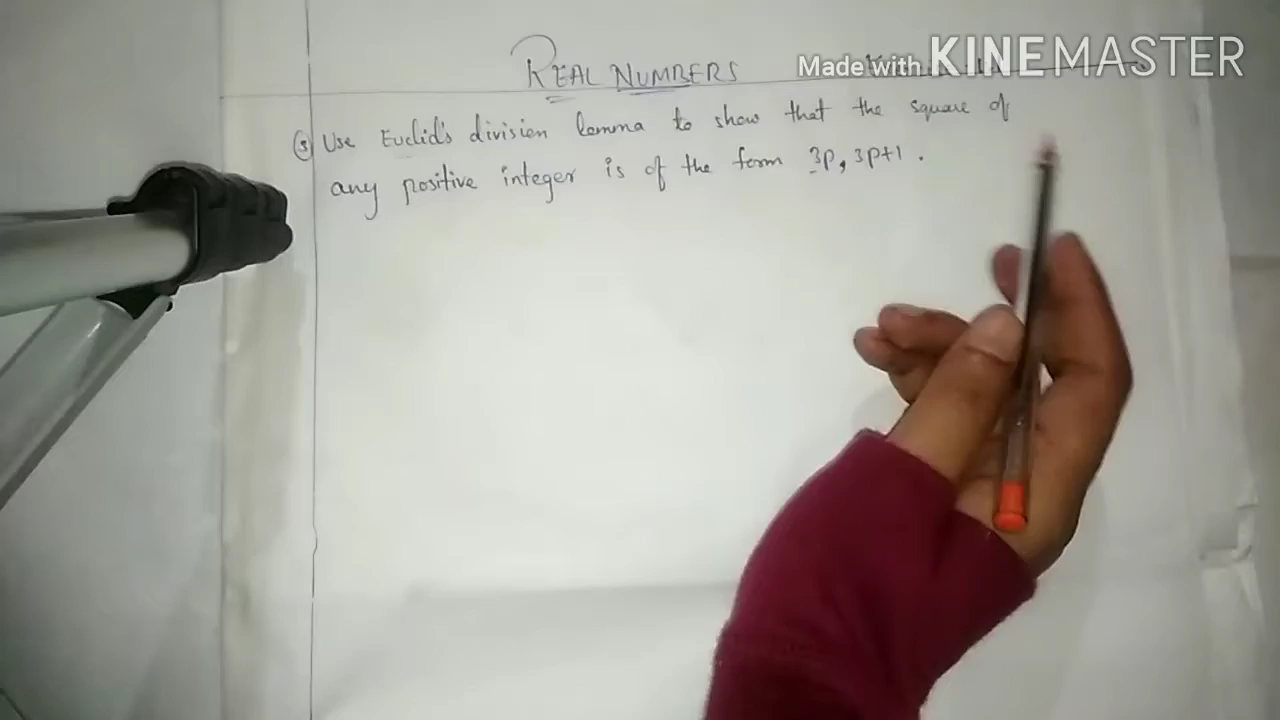 REAL NUMBERS
Made with KINEMASTER
(3) Use Euclid's division lemma to show that the square of
any positive integer is of the form 3p, 3p+1.